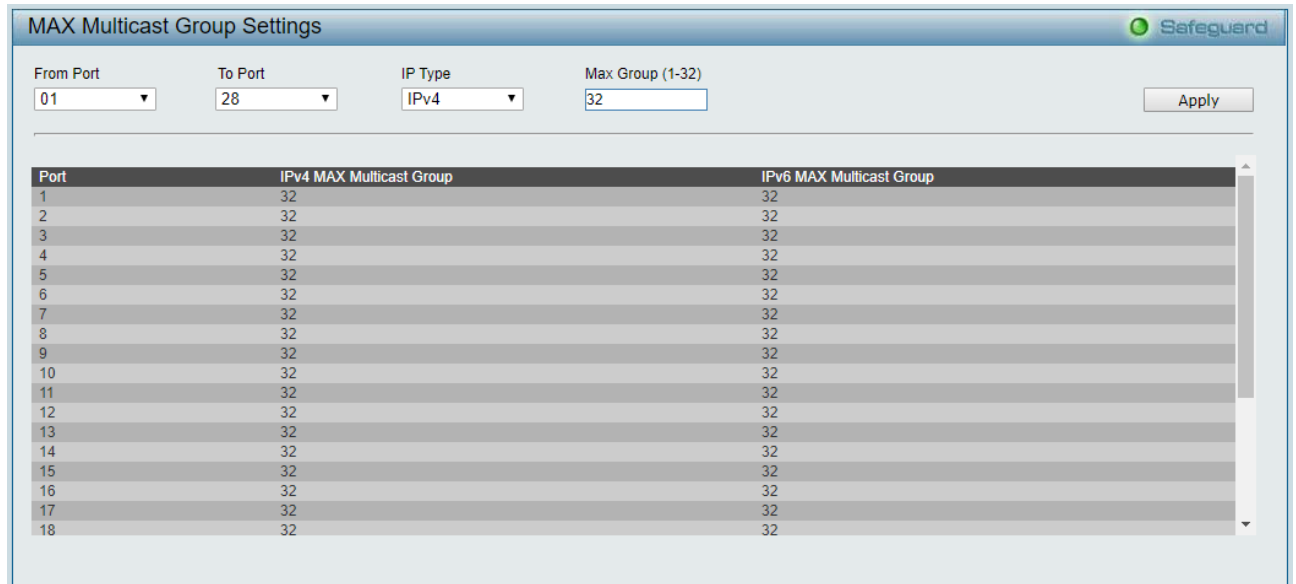 MAX Multicast Group Settings Safeguard
From Port To Port IP Type Max Group (1-32)
01 28 IPv4 32 Apply
Port IPv4 MAX Multicast Group IPv6 MAX Multicast Group
1 32 32
2 32 32
3 32 32
4 32 32
5 32 32
6 32 32
7 32 32
8 32 32
9 32 32
10 32 32
11 32 32
12 32 32
13 32 32
14 32 32
15 32 32
16 32 32
17 32 32
18 32 32